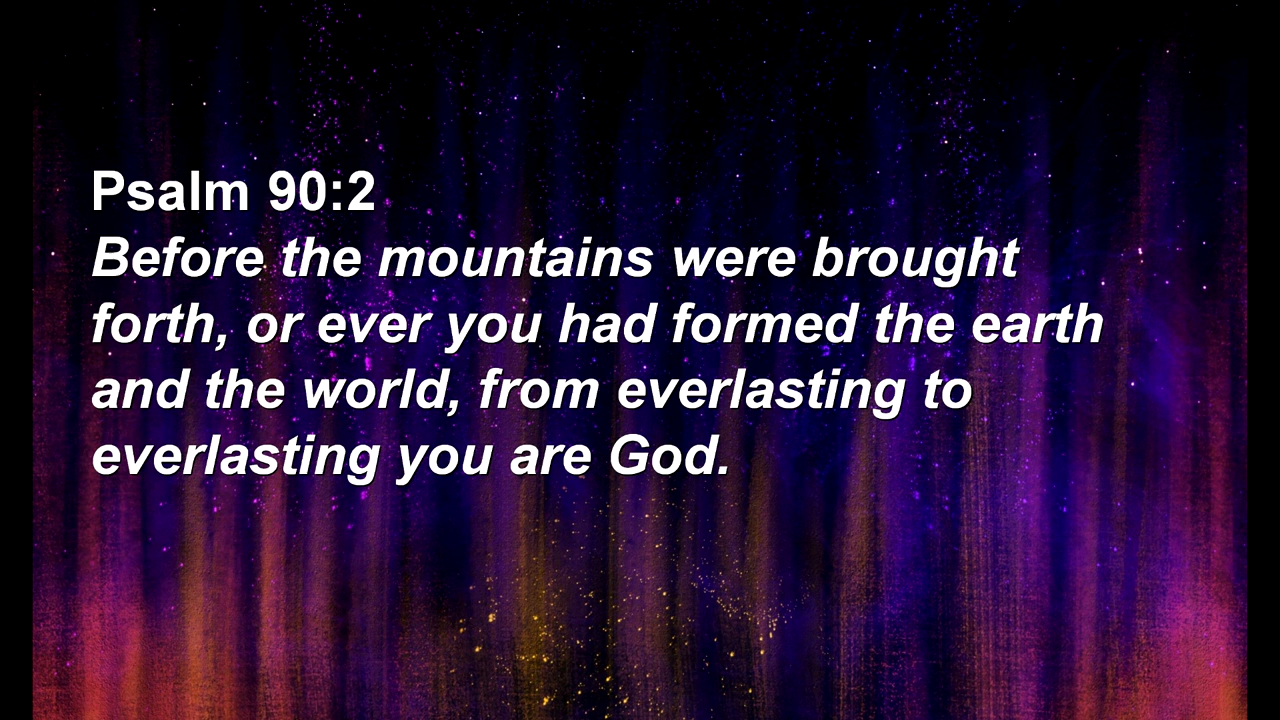 Psalm 90:2
Before the mountains were brought
forth, or ever you had formed the earth
and the world, from everlasting to
everlasting you are God.